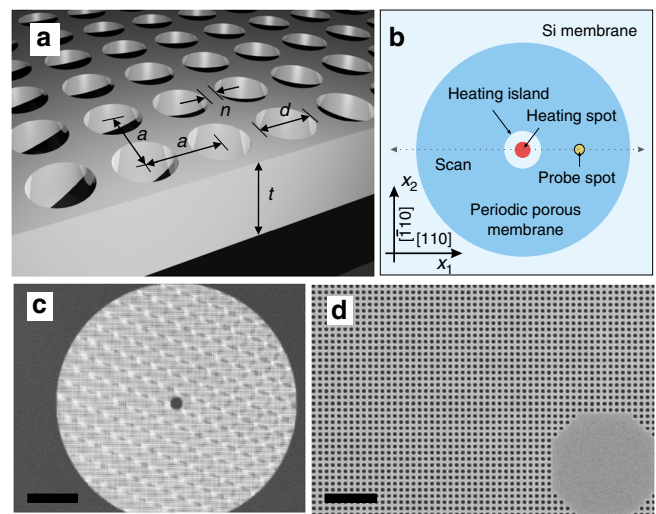 a
n
d
a
a
t
b
Si membrane
Heating island
Heating spot
Scan
Probe spot
x2
[1̄10]
[110]
x1
Periodic porous
membrane
c
d